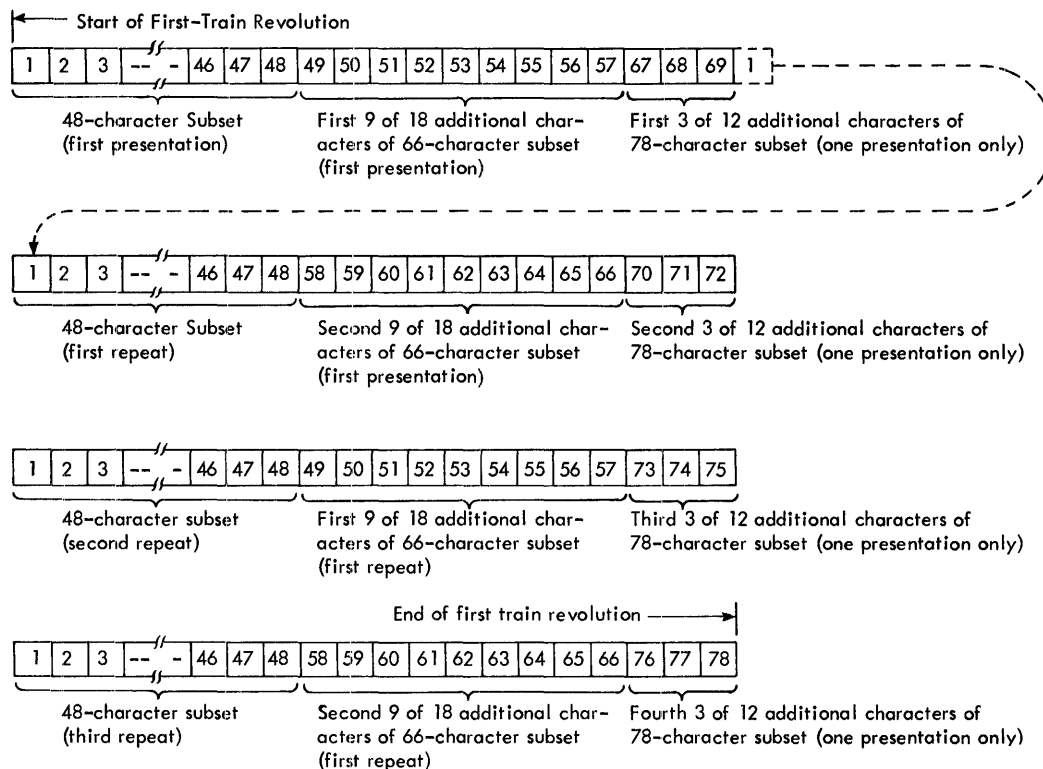 Start of First-Train Revolution
1 2 3 -- - 46 47 48 49 50 51 52 53 54 55 56 57 67 68 69 1
48-character Subset
(first presentation)
First 9 of 18 additional char-
acters of 66-character subset
(first presentation)
First 3 of 12 additional characters of
78-character subset (one presentation only)
1 2 3 -- - 46 47 48 58 59 60 61 62 63 64 65 66 70 71 72
48-character Subset
(first repeat)
Second 9 of 18 additional char-
acters of 66-character subset
(first presentation)
Second 3 of 12 additional characters of
78-character subset (one presentation only)
1 2 3 -- - 46 47 48 49 50 51 52 53 54 55 56 57 73 74 75
48-character subset
(second repeat)
First 9 of 18 additional char-
acters of 66-character subset
(first repeat)
Third 3 of 12 additional characters of
78-character subset (one presentation only)
End of first train revolution
1 2 3 -- - 46 47 48 58 59 60 61 62 63 64 65 66 76 77 78
48-character subset
(third repeat)
Second 9 of 18 additional char-
acters of 66-character subset
(first repeat)
Fourth 3 of 12 additional characters of
78-character subset (one presentation only)